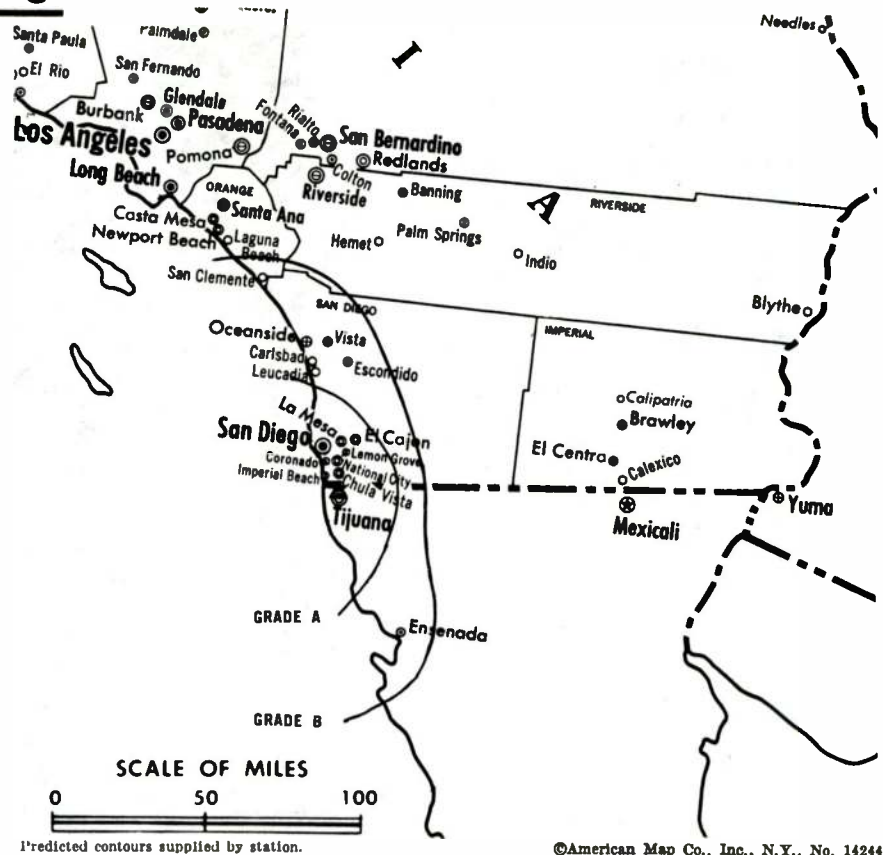 Needles
Palmdale
Santa Paula
El Rio
San Fernando
Glendale
Burbank
Pasadena
Los Angeles
Fontana
Rialto
San Bernardino
Pomona
Colton
Redlands
Long Beach
Riverside
Banning
ORANGE
RIVERSIDE
Santa Ana
Casta Mesa
Newport Beach
Laguna
Beach
Hemet
Palm Springs
Indio
San Clemente
SAN DIEGO
Blythe
IMPERIAL
Oceanside
Vista
Carlsbad
Escondido
Leucadia
Calipatria
Brawley
La Mesa
El Cajon
San Diego
Lemon Grove
El Centra
Coronado
National City
Calexico
Imperial Beach
Chula Vista
Yuma
Tijuana
Mexicali
I
A
GRADE A
Ensenada
GRADE B
SCALE OF MILES
0 50 100
Predicted contours supplied by station.
©American Map Co., Inc., N.Y., No. 14244